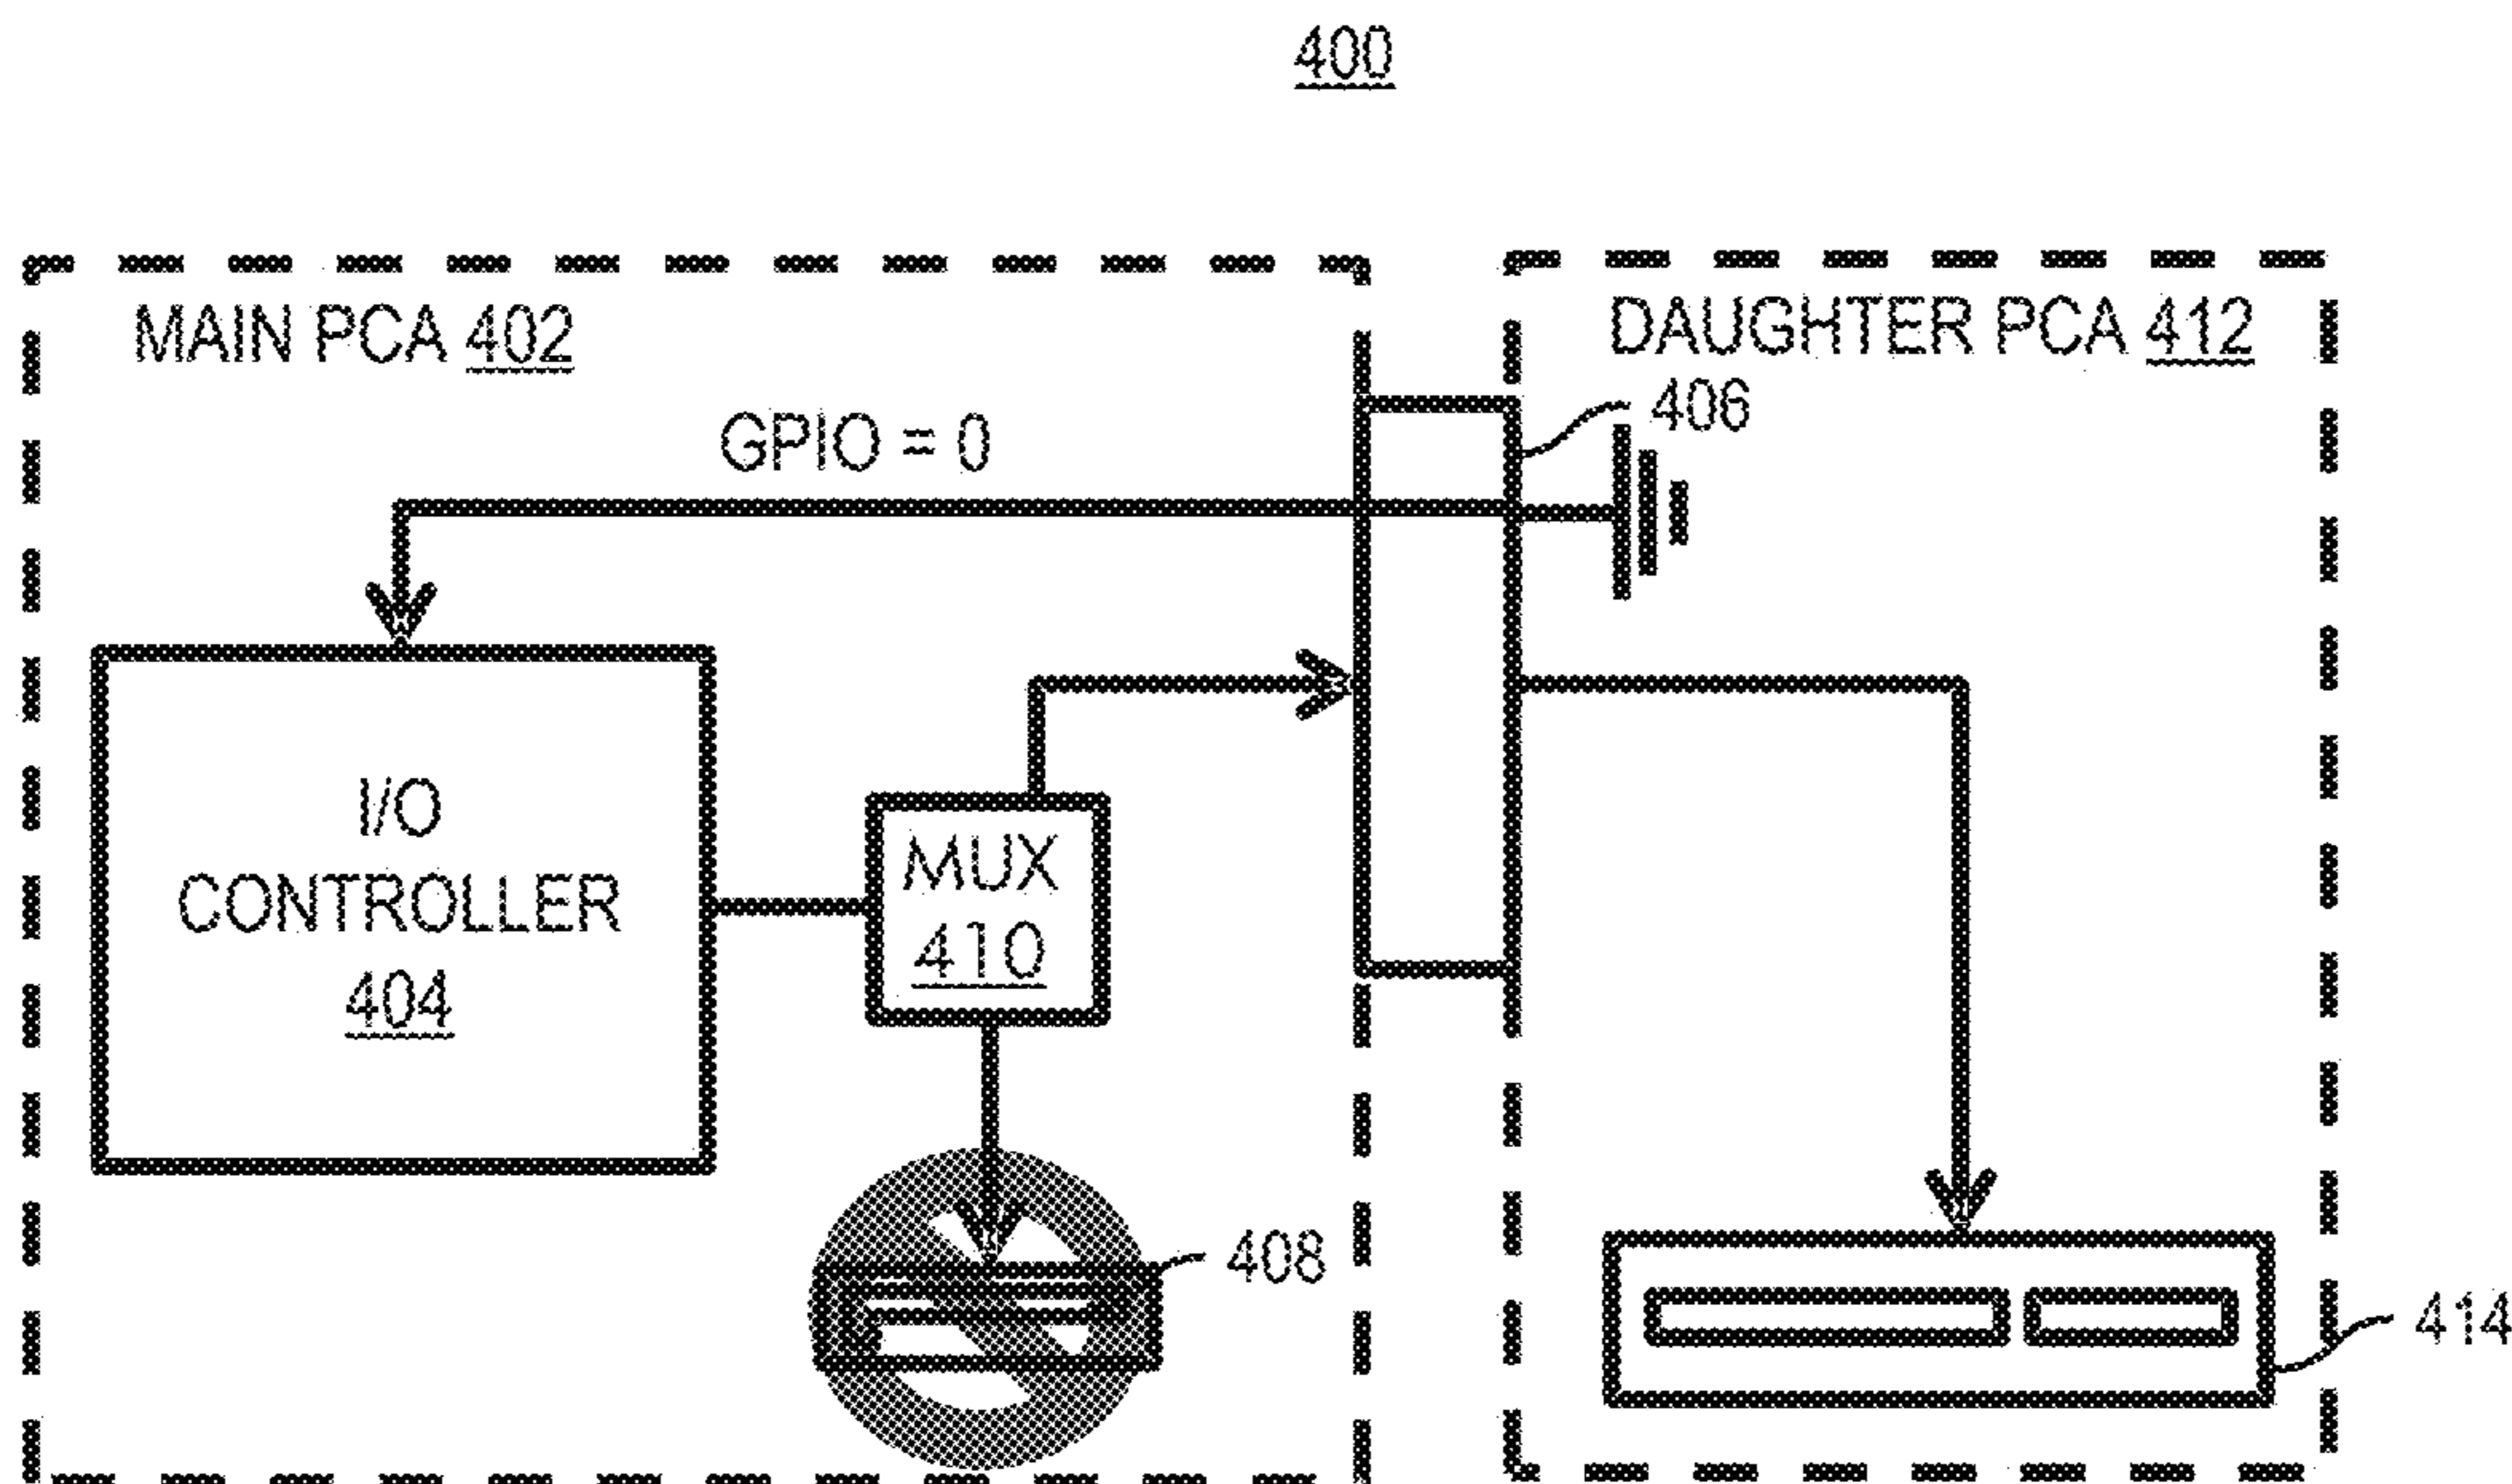 400
MAIN PCA 402
DAUGHTER PCA 412
406
GPIO = 0
I/O
CONTROLLER
404
MUX
410
408
414